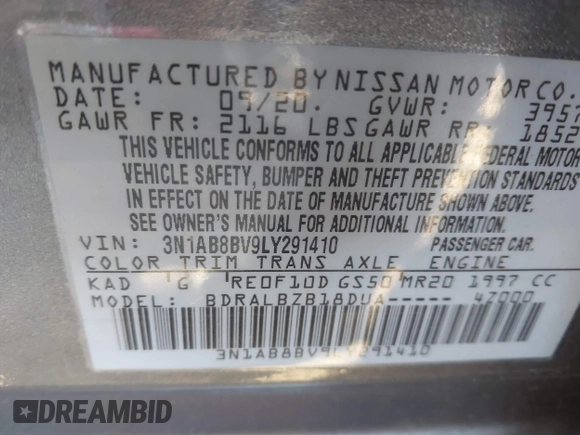 MANUFACTURED BY NISSAN MOTOR CO.
DATE: 09/20. GVWR: 3957
GAWR FR: 2116 LBS GAWR RR: 1852
THIS VEHICLE CONFORMS TO ALL APPLICABLE FEDERAL MOTOR
VEHICLE SAFETY, BUMPER AND THEFT PREVENTION STANDARDS
IN EFFECT ON THE DATE OF MANUFACTURE SHOWN ABOVE.
SEE OWNER'S MANUAL FOR ADDITIONAL INFORMATION.
VIN: 3N1AB8BV9LY291410 PASSENGER CAR.
COLOR TRIM TRANS AXLE ENGINE
KAD G RE0F10D GS50 MR20 1997 CC
MODEL: BDRALBZB18DUA----- 4Z000
3N1AB8BV9LY291410
DREAMBID